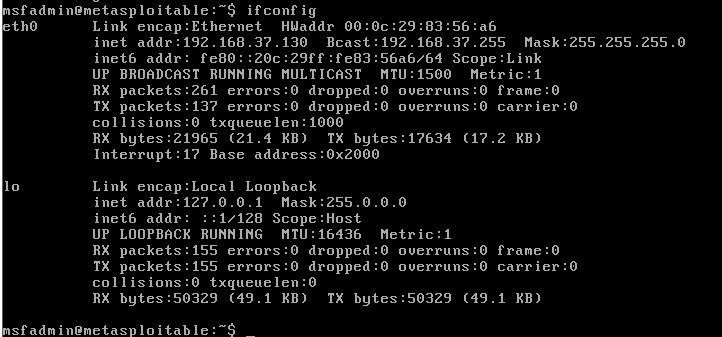 msfadmin@metasploitable:~$ ifconfig
eth0 Link encap:Ethernet HWaddr 00:0c:29:83:56:a6
inet addr:192.168.37.130 Bcast:192.168.37.255 Mask:255.255.255.0
inet6 addr: fe80::20c:29ff:fe83:56a6/64 Scope:Link
UP BROADCAST RUNNING MULTICAST MTU:1500 Metric:1
RX packets:261 errors:0 dropped:0 overruns:0 frame:0
TX packets:137 errors:0 dropped:0 overruns:0 carrier:0
collisions:0 txqueuelen:1000
RX bytes:21965 (21.4 KB) TX bytes:17634 (17.2 KB)
Interrupt:17 Base address:0x2000
lo Link encap:Local Loopback
inet addr:127.0.0.1 Mask:255.0.0.0
inet6 addr: ::1/128 Scope:Host
UP LOOPBACK RUNNING MTU:16436 Metric:1
RX packets:155 errors:0 dropped:0 overruns:0 frame:0
TX packets:155 errors:0 dropped:0 overruns:0 carrier:0
collisions:0 txqueuelen:0
RX bytes:50329 (49.1 KB) TX bytes:50329 (49.1 KB)
msfadmin@metasploitable:~$ _